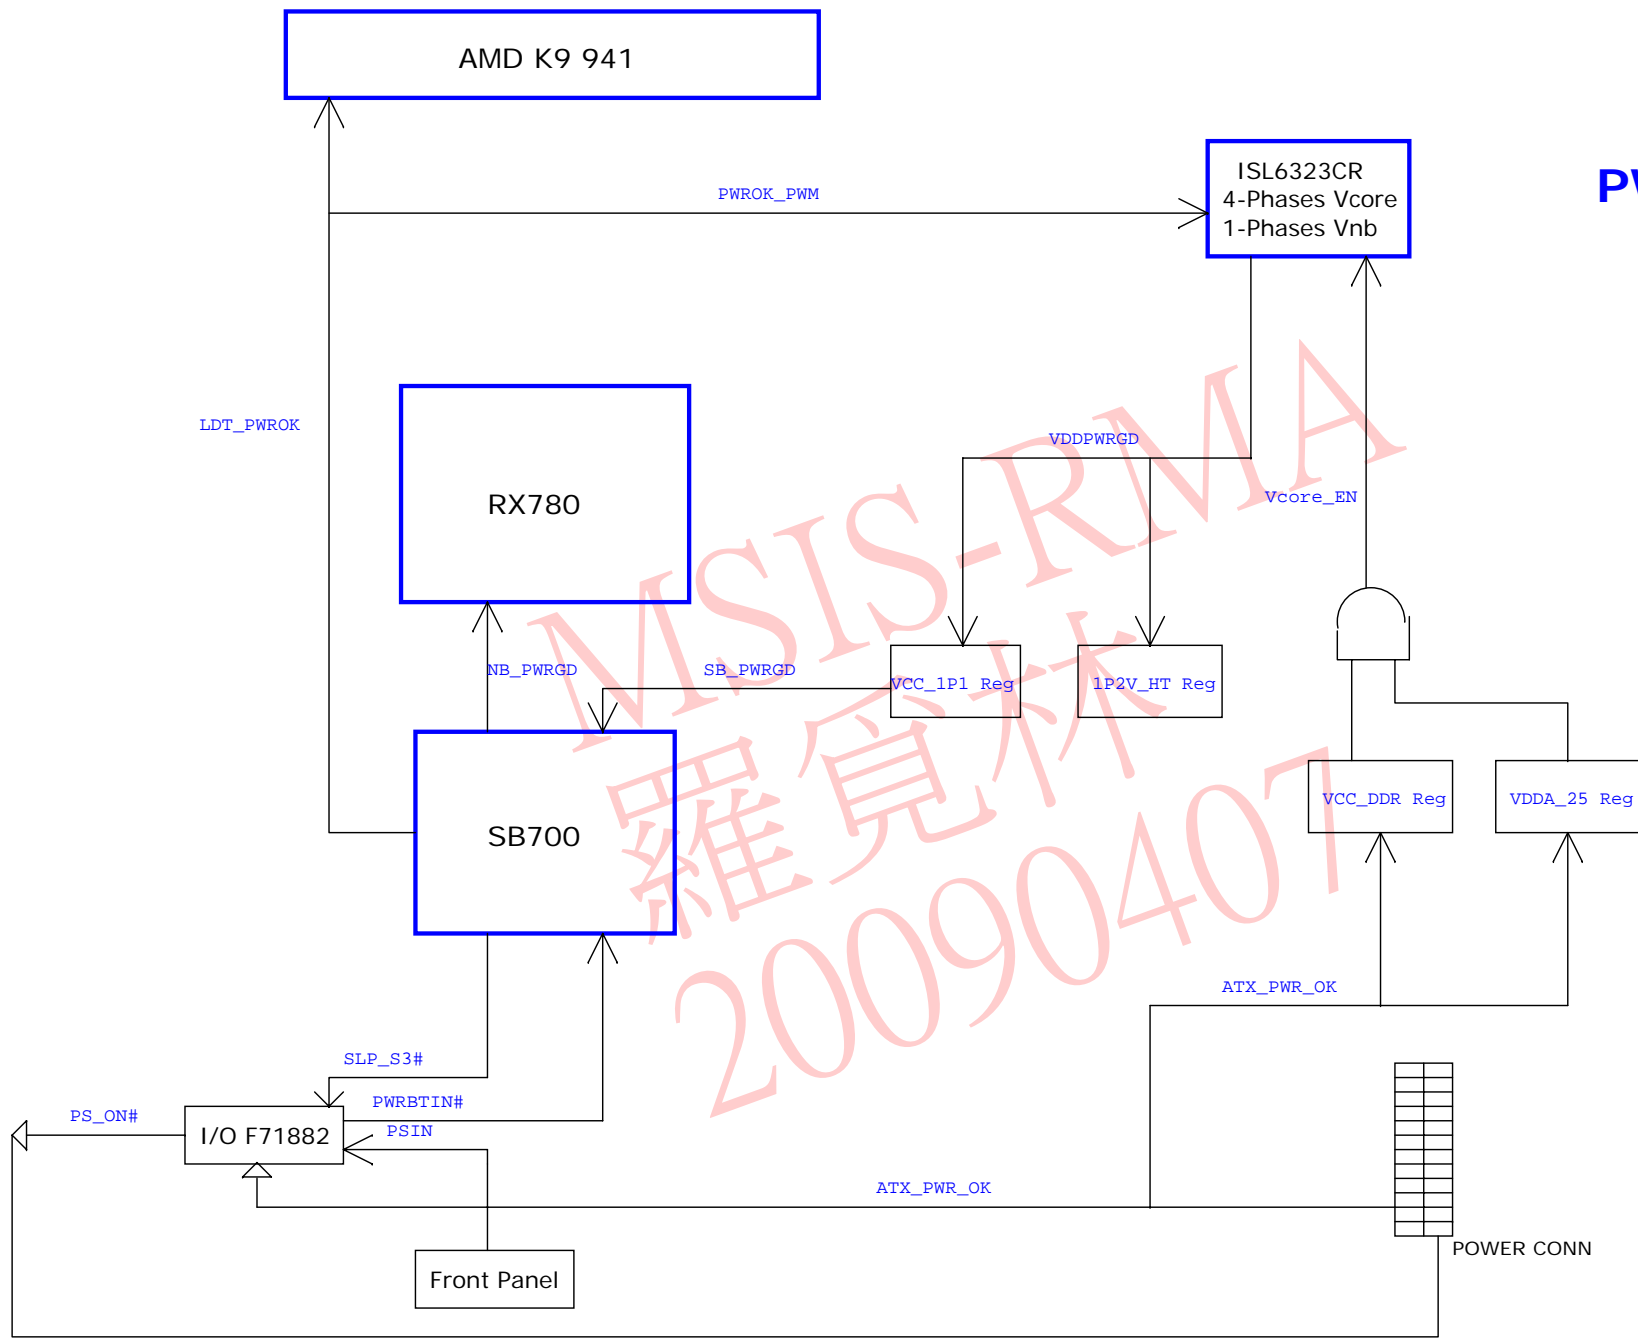 AMD K9 941
ISL6323CR
4-Phases Vcore
1-Phases Vnb
PWROK_PWM
LDT_PWROK
VDDPWRGD
RX780
Vcore_EN
NB_PWRGD
SB_PWRGD
VCC_1P1 Reg
1P2V_HT Reg
SB700
VCC_DDR Reg
VDDA_25 Reg
ATX_PWR_OK
SLP_S3#
PWRBTIN#
PS_ON#
I/O F71882
PSIN
ATX_PWR_OK
POWER CONN
Front Panel
MSIS-RMA
羅覓林
20090407